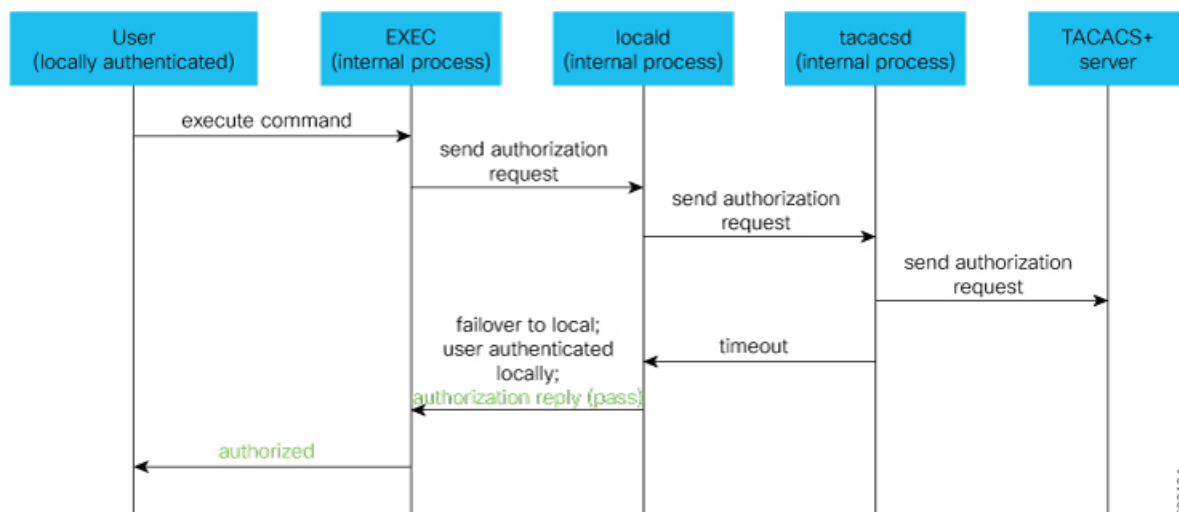 User
(locally authenticated)
EXEC
(internal process)
locald
(internal process)
tacacsd
(internal process)
TACACS+
server
execute command
send authorization
request
send authorization
request
send authorization
request
timeout
failover to local;
user authenticated
locally;
authorization reply (pass)
authorized